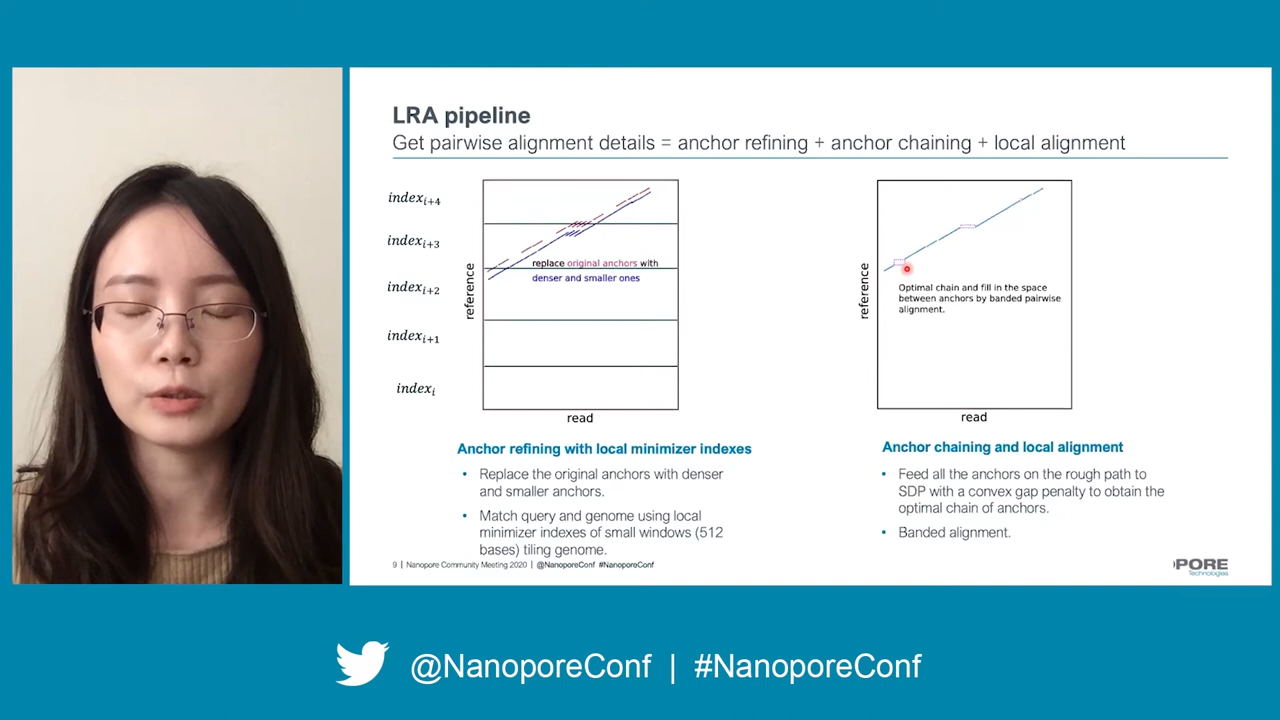 LRA pipeline
Get pairwise alignment details = anchor refining + anchor chaining + local alignment
index_{i+4}
index_{i+3}
index_{i+2}
index_{i+1}
index_i
reference
replace original anchors with
denser and smaller ones
read
Anchor refining with local minimizer indexes
• Replace the original anchors with denser
and smaller anchors.
• Match query and genome using local
minimizer indexes of small windows (512
bases) tiling genome.
reference
Optimal chain and fill in the space
between anchors by banded pairwise
alignment.
read
Anchor chaining and local alignment
• Feed all the anchors on the rough path to
SDP with a convex gap penalty to obtain the
optimal chain of anchors.
• Banded alignment.
9 | Nanopore Community Meeting 2020 | @NanoporeConf #NanoporeConf
PORE
Technologies
@NanoporeConf | #NanoporeConf